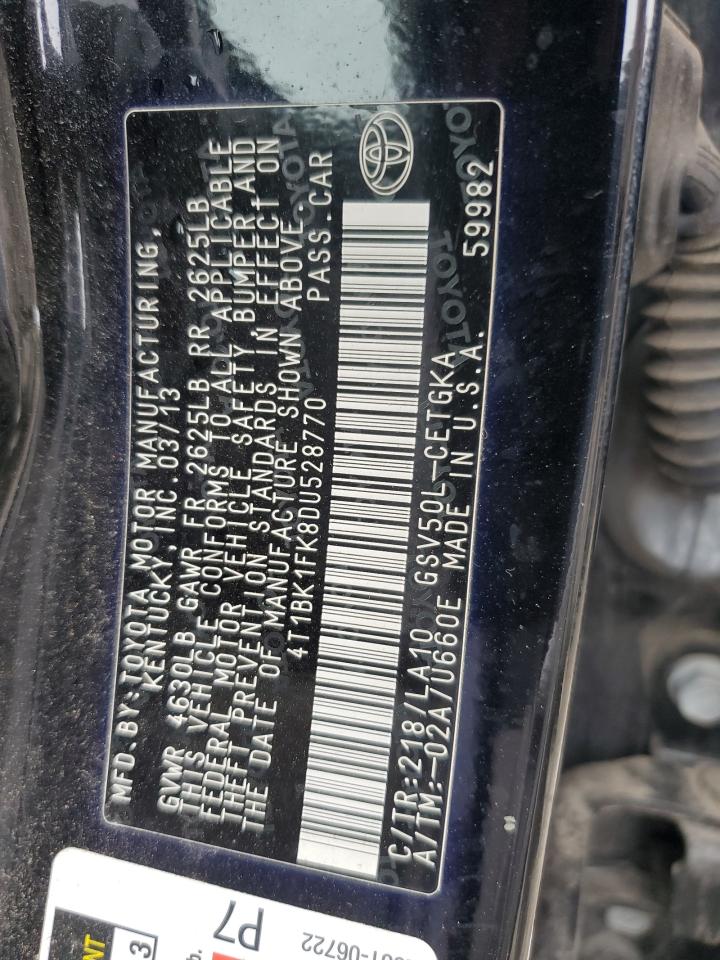 MFD.BY:TOYOTA MOTOR MANUFACTURING,
KENTUCKY,INC.03/13
GVWR 4630LB GAWR FR 2625LB RR 2625LB
THIS VEHICLE CONFORMS TO ALL APPLICABLE
FEDERAL MOTOR VEHICLE SAFETY,BUMPER AND
THEFT PREVENTION STANDARDS IN EFFECT ON
THE DATE OF MANUFACTURE SHOWN ABOVE.
4T1BK1FK8DU528770 PASS.CAR
C/TR:218/LA10 GSV50L-CETGKA
A/TM:-02A/U660E MADE IN U.S.A. 59982
P7
-06722
3